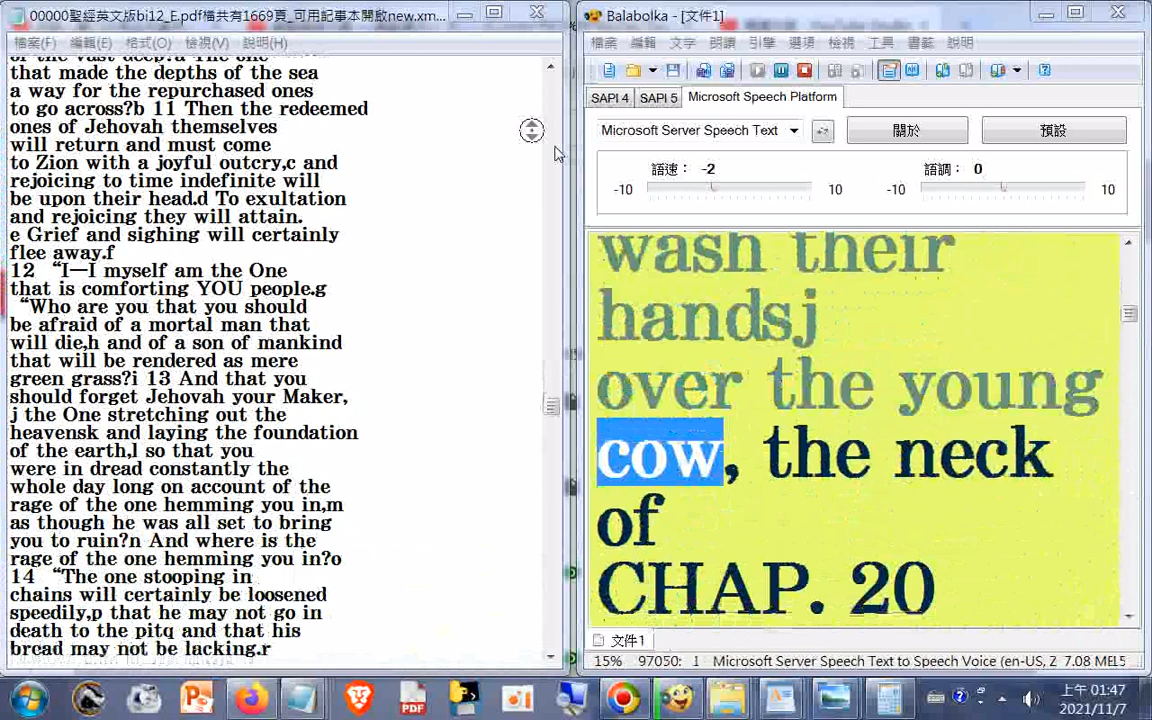 00000聖經英文版bi12_E.pdf檔共有1669頁_可用記事本開啟new.xm...
檔案(F) 編輯(E) 格式(O) 檢視(V) 說明(H)
of the vast deep?a The one
that made the depths of the sea
a way for the repurchased ones
to go across?b 11 Then the redeemed
ones of Jehovah themselves
will return and must come
to Zion with a joyful outcry,c and
rejoicing to time indefinite will
be upon their head.d To exultation
and rejoicing they will attain.
e Grief and sighing will certainly
flee away.f
12 “I—I myself am the One
that is comforting YOU people.g
“Who are you that you should
be afraid of a mortal man that
will die,h and of a son of mankind
that will be rendered as mere
green grass?i 13 And that you
should forget Jehovah your Maker,
j the One stretching out the
heavensk and laying the foundation
of the earth,l so that you
were in dread constantly the
whole day long on account of the
rage of the one hemming you in,m
as though he was all set to bring
you to ruin?n And where is the
rage of the one hemming you in?o
14 “The one stooping in
chains will certainly be loosened
speedily,p that he may not go in
death to the pitq and that his
bread may not be lacking.r
Balabolka - [文件1]
檔案 編輯 文字 朗讀 引擎 選項 檢視 工具 書籤 說明
SAPI 4 SAPI 5 Microsoft Speech Platform
Microsoft Server Speech Text 關於 預設
語速： -2 語調： 0
-10 10 -10 10
wash their
handsj
over the young
cow, the neck
of
CHAP. 20
文件1
15% 97050: 1 Microsoft Server Speech Text to Speech Voice (en-US, Z 7.08 МБ
上午 01:47
2021/11/7